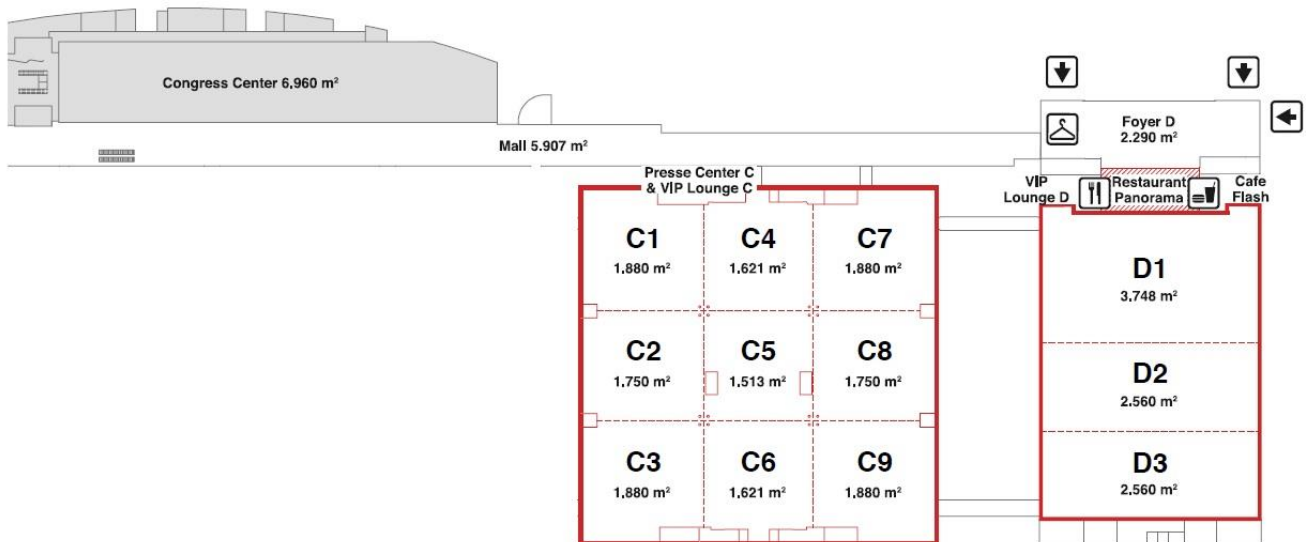 Congress Center 6.960 m²
Mall 5.907 m²
Foyer D
2.290 m²
Presse Center C
& VIP Lounge C
VIP
Lounge D
Restaurant
Panorama
Cafe
Flash
C1
1.880 m²
C4
1.621 m²
C7
1.880 m²
C2
1.750 m²
C5
1.513 m²
C8
1.750 m²
C3
1.880 m²
C6
1.621 m²
C9
1.880 m²
D1
3.748 m²
D2
2.560 m²
D3
2.560 m²